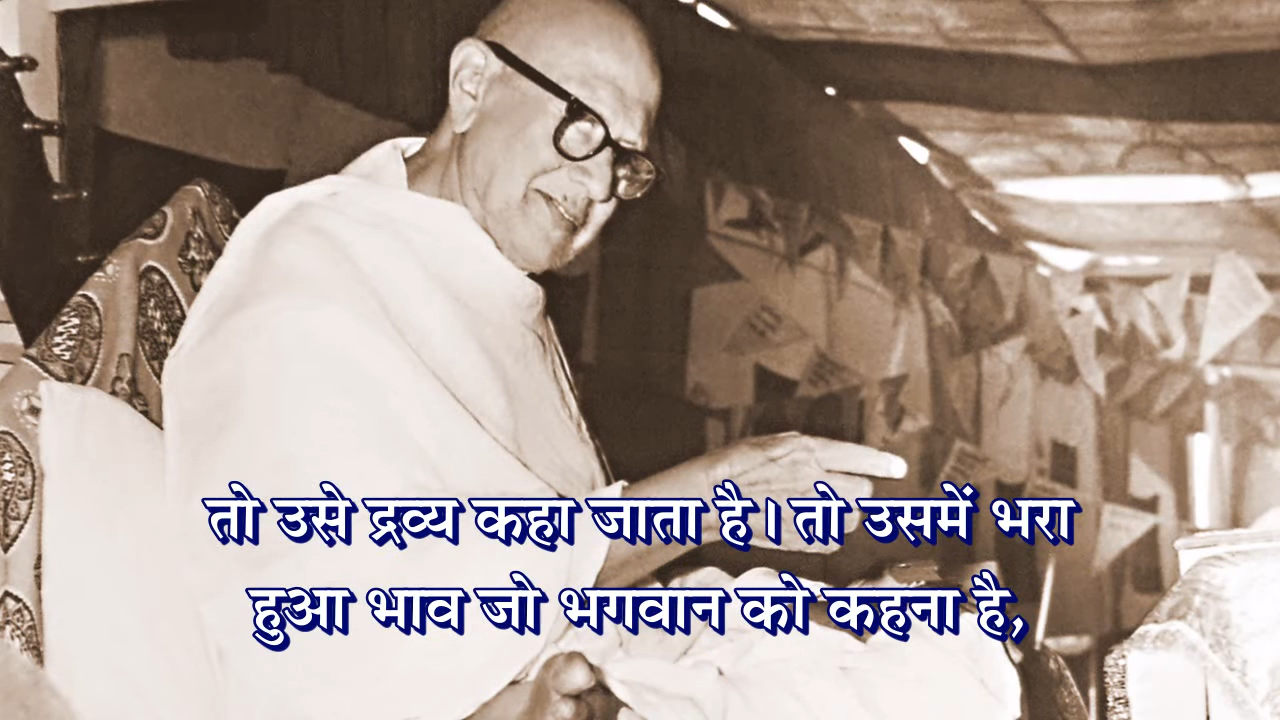 तो उसे द्रव्य कहा जाता है। तो उसमें भरा
हुआ भाव जो भगवान को कहना है,